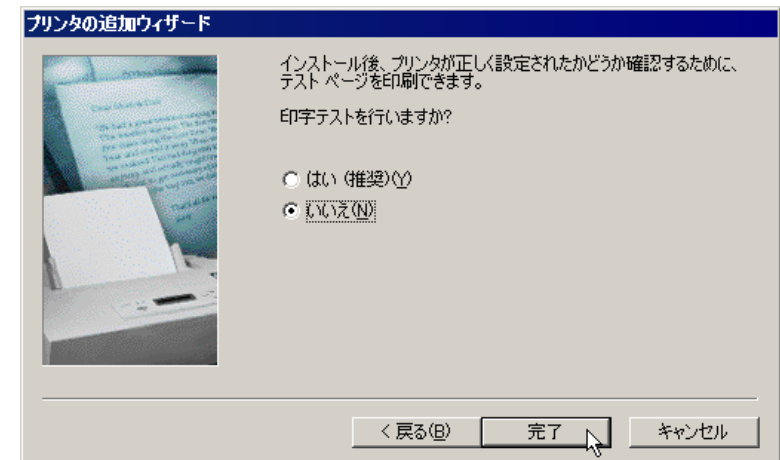 プリンタの追加ウィザード
インストール後、プリンタが正しく設定されたかどうか確認するために、
テスト ページを印刷できます。
印字テストを行いますか?
はい (推奨)(Y)
いいえ(N)
< 戻る(B)
完了
キャンセル